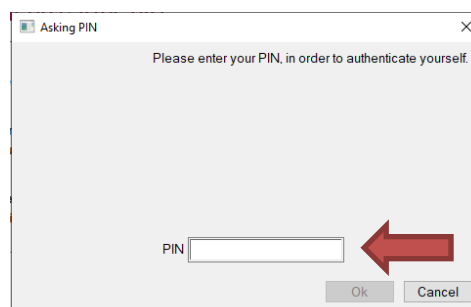 Asking PIN
Please enter your PIN, in order to authenticate yourself.
PIN
Ok Cancel